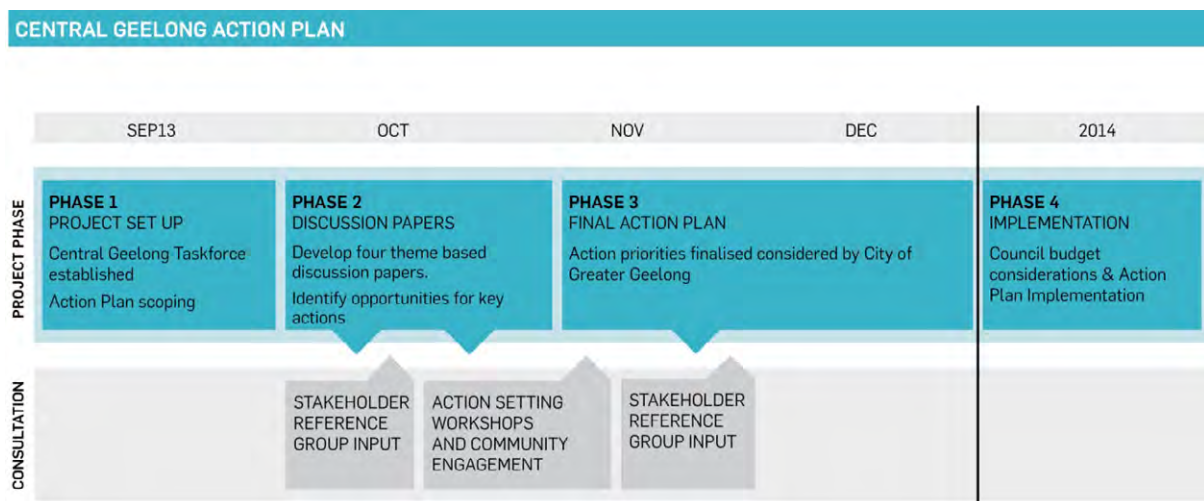 CENTRAL GEELONG ACTION PLAN
SEP13
OCT
NOV
DEC
2014
PROJECT PHASE
PHASE 1
PROJECT SET UP
Central Geelong Taskforce
established
Action Plan scoping
PHASE 2
DISCUSSION PAPERS
Develop four theme based
discussion papers.
Identify opportunities for key
actions
PHASE 3
FINAL ACTION PLAN
Action priorities finalised considered by City of
Greater Geelong
PHASE 4
IMPLEMENTATION
Council budget
considerations & Action
Plan Implementation
CONSULTATION
STAKEHOLDER
REFERENCE
GROUP INPUT
ACTION SETTING
WORKSHOPS
AND COMMUNITY
ENGAGEMENT
STAKEHOLDER
REFERENCE
GROUP INPUT